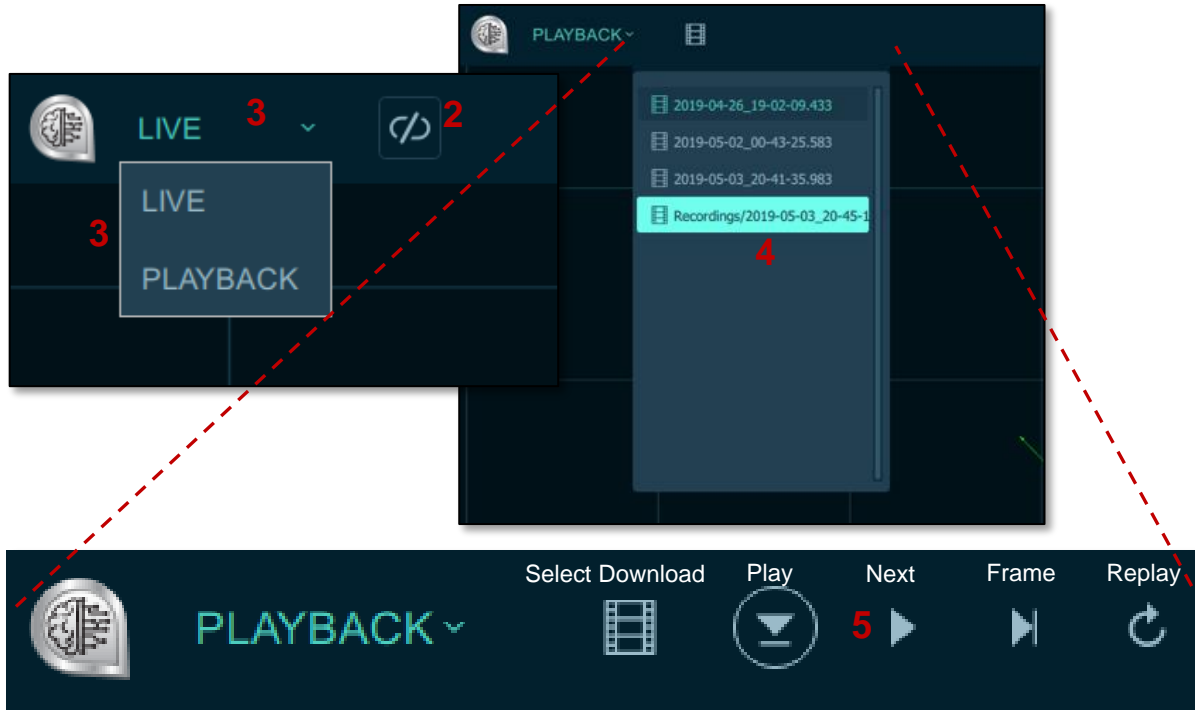 LIVE
3
2
LIVE
3
PLAYBACK
PLAYBACK
2019-04-26_19-02-09.433
2019-05-02_00-43-25.583
2019-05-03_20-41-35.983
Recordings/2019-05-03_20-45-1
4
Select Download Play Next Frame Replay
PLAYBACK
5